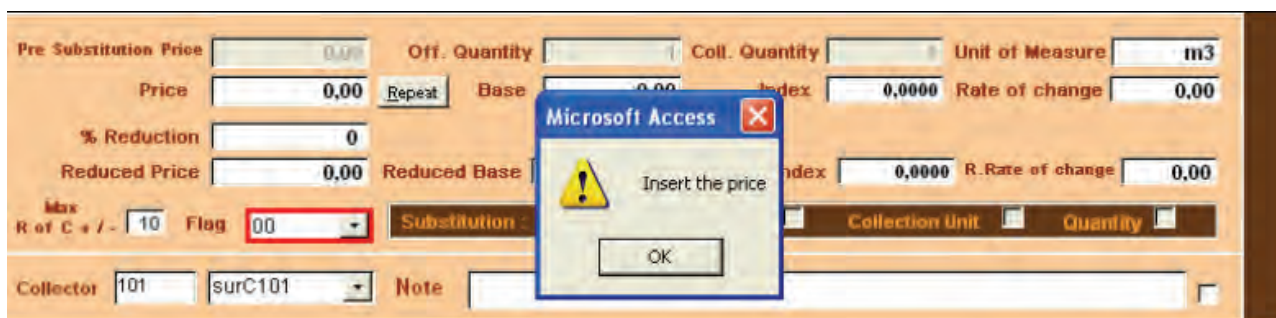 Pre Substitution Price 0,00 Off. Quantity 1 Coll. Quantity Unit of Measure m3
Price 0,00 Repeat Base 0,00 Index 0,0000 Rate of change 0,00
Microsoft Access
% Reduction 0
Insert the price
Reduced Price 0,00 Reduced Base ndex 0,0000 R.Rate of change 0,00
Max
R of C + / - 10 Flag 00 Substitution : Collection Unit Quantity
OK
Collector 101 surC101 Note